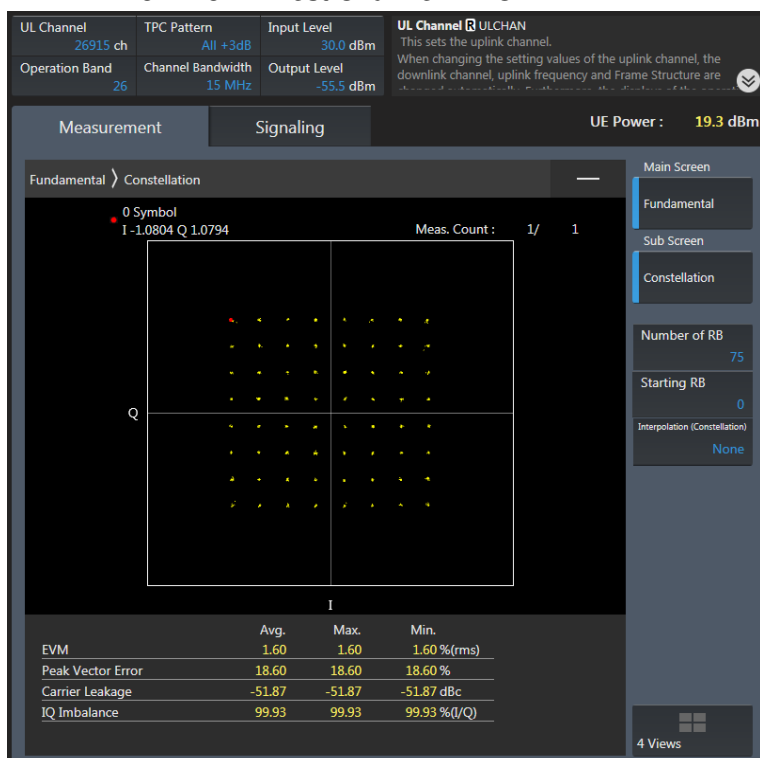 UL Channel
26915 ch
TPC Pattern
All +3dB
Input Level
30.0 dBm
Operation Band
26
Channel Bandwidth
15 MHz
Output Level
-55.5 dBm
UL Channel R ULCHAN
This sets the uplink channel.
When changing the setting values of the uplink channel, the
downlink channel, uplink frequency and Frame Structure are
Measurement
Signaling
UE Power : 19.3 dBm
Fundamental 〉 Constellation
0 Symbol
I -1.0804 Q 1.0794
Meas. Count : 1/ 1
Q
I
Avg. Max. Min.
EVM 1.60 1.60 1.60 %(rms)
Peak Vector Error 18.60 18.60 18.60 %
Carrier Leakage -51.87 -51.87 -51.87 dBc
IQ Imbalance 99.93 99.93 99.93 %(I/Q)
Main Screen
Fundamental
Sub Screen
Constellation
Number of RB
75
Starting RB
0
Interpolation (Constellation)
None
4 Views